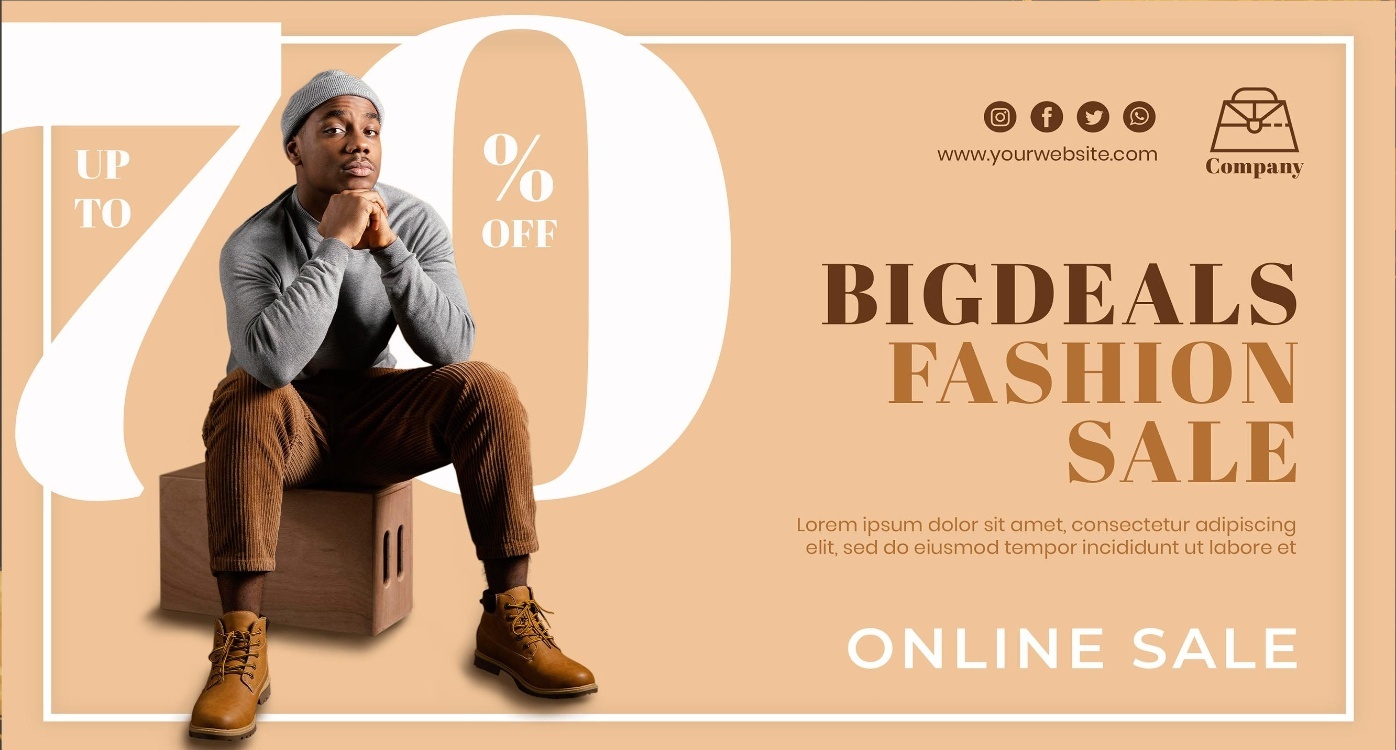 70
UP
TO
%
OFF
www.yourwebsite.com
Company
BIGDEALS
FASHION
SALE
Lorem ipsum dolor sit amet, consectetur adipiscing
elit, sed do eiusmod tempor incididunt ut labore et
ONLINE SALE